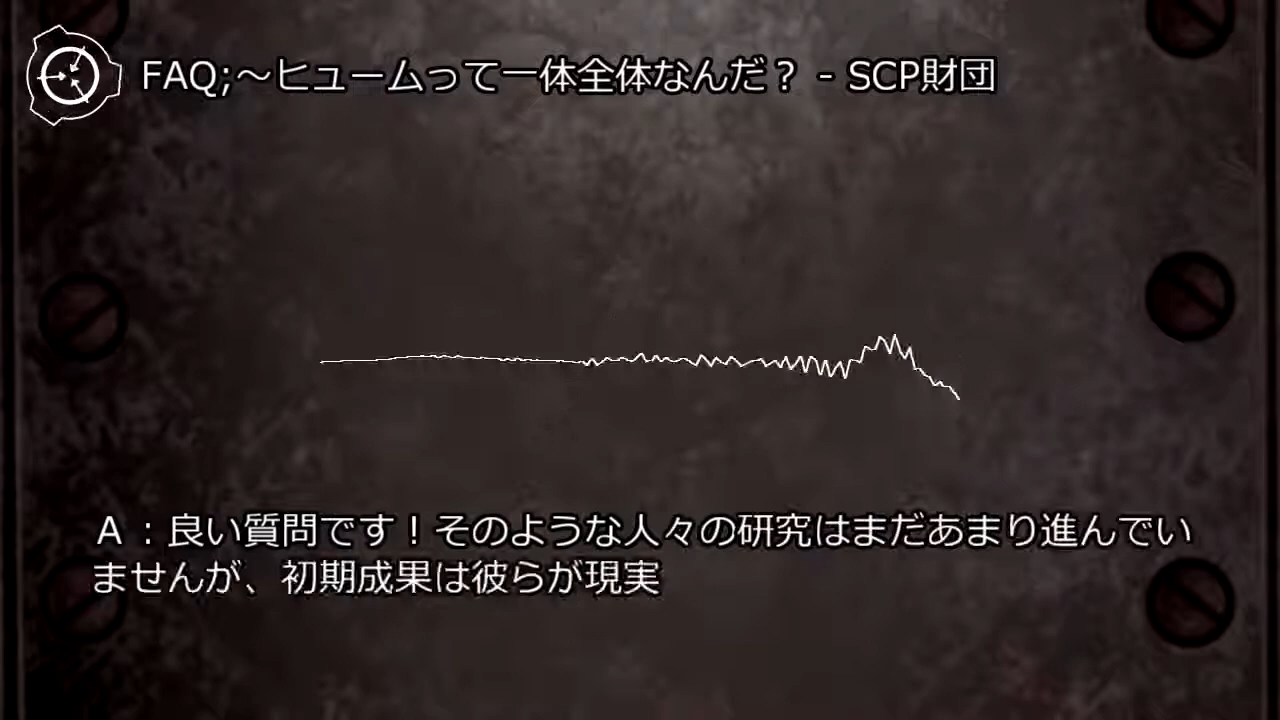 FAQ;～ヒュームって一体全体なんだ？ - SCP財団
A：良い質問です！そのような人々の研究はまだあまり進んでい
ませんが、初期成果は彼らが現実